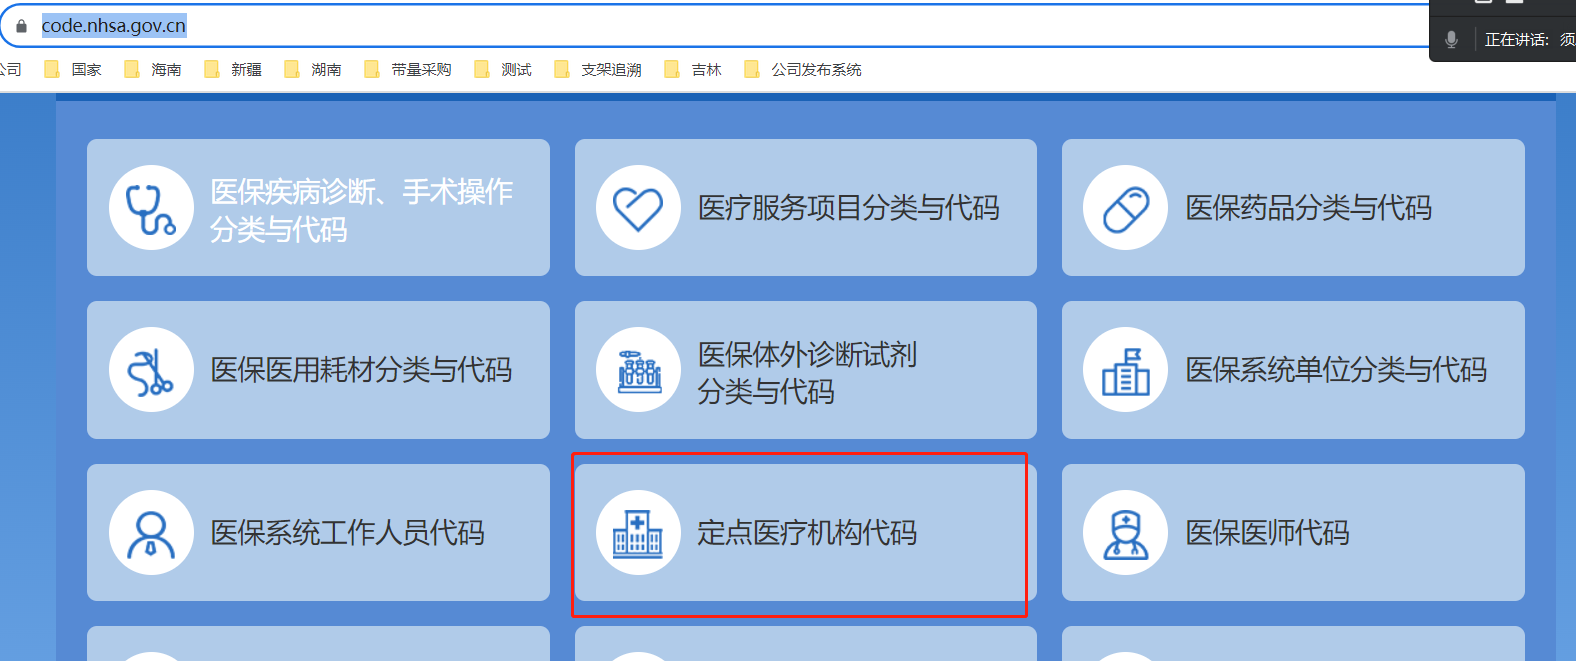 code.nhsa.gov.cn
正在讲话: 须
公司 国家 海南 新疆 湖南 带量采购 测试 支架追溯 吉林 公司发布系统
医保疾病诊断、手术操作
分类与代码
医疗服务项目分类与代码
医保药品分类与代码
医保医用耗材分类与代码
医保体外诊断试剂
分类与代码
医保系统单位分类与代码
医保系统工作人员代码
定点医疗机构代码
医保医师代码